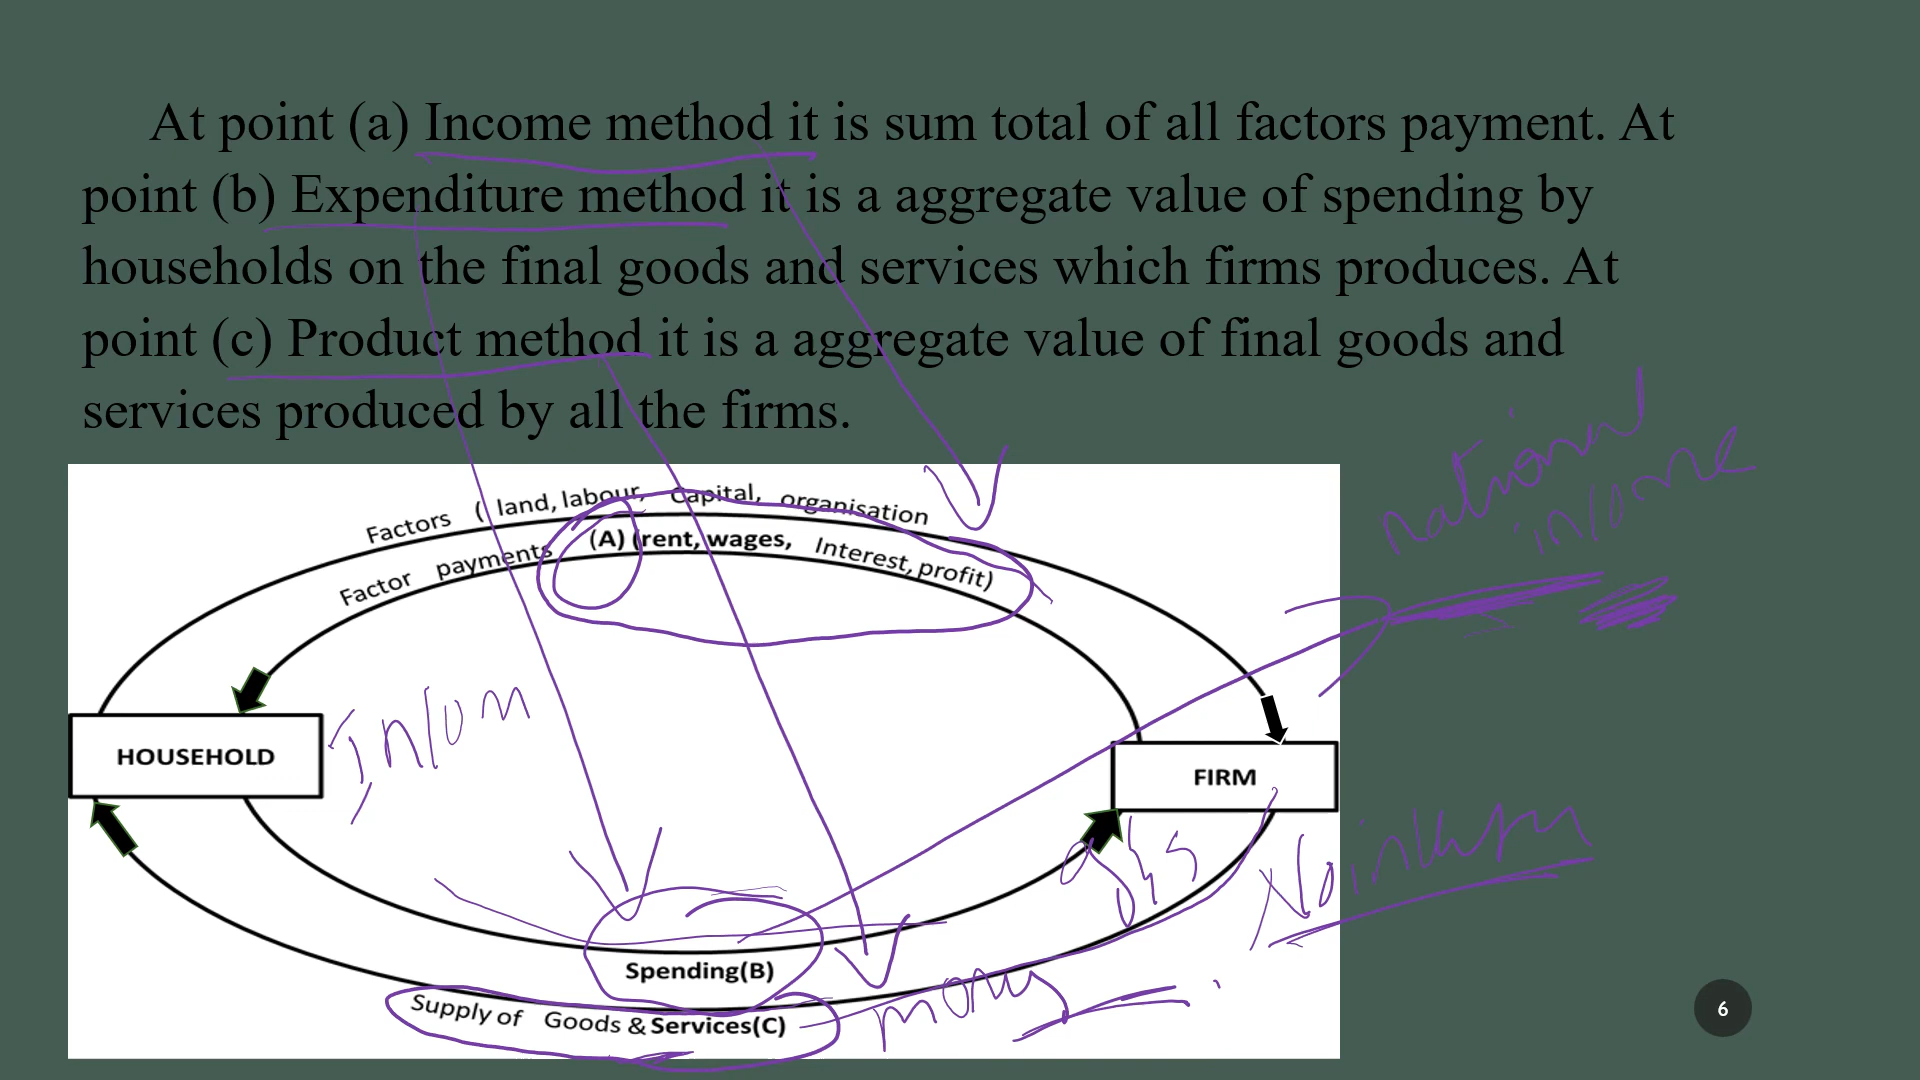 At point (a) Income method it is sum total of all factors payment. At
point (b) Expenditure method it is a aggregate value of spending by
households on the final goods and services which firms produces. At
point (c) Product method it is a aggregate value of final goods and
services produced by all the firms.
national
income
Factors ( land, labour, Capital, organisation
Factor payments (A) (rent, wages, Interest, profit)
HOUSEHOLD
FIRM
Spending(B)
Supply of Goods & Services(C)
6